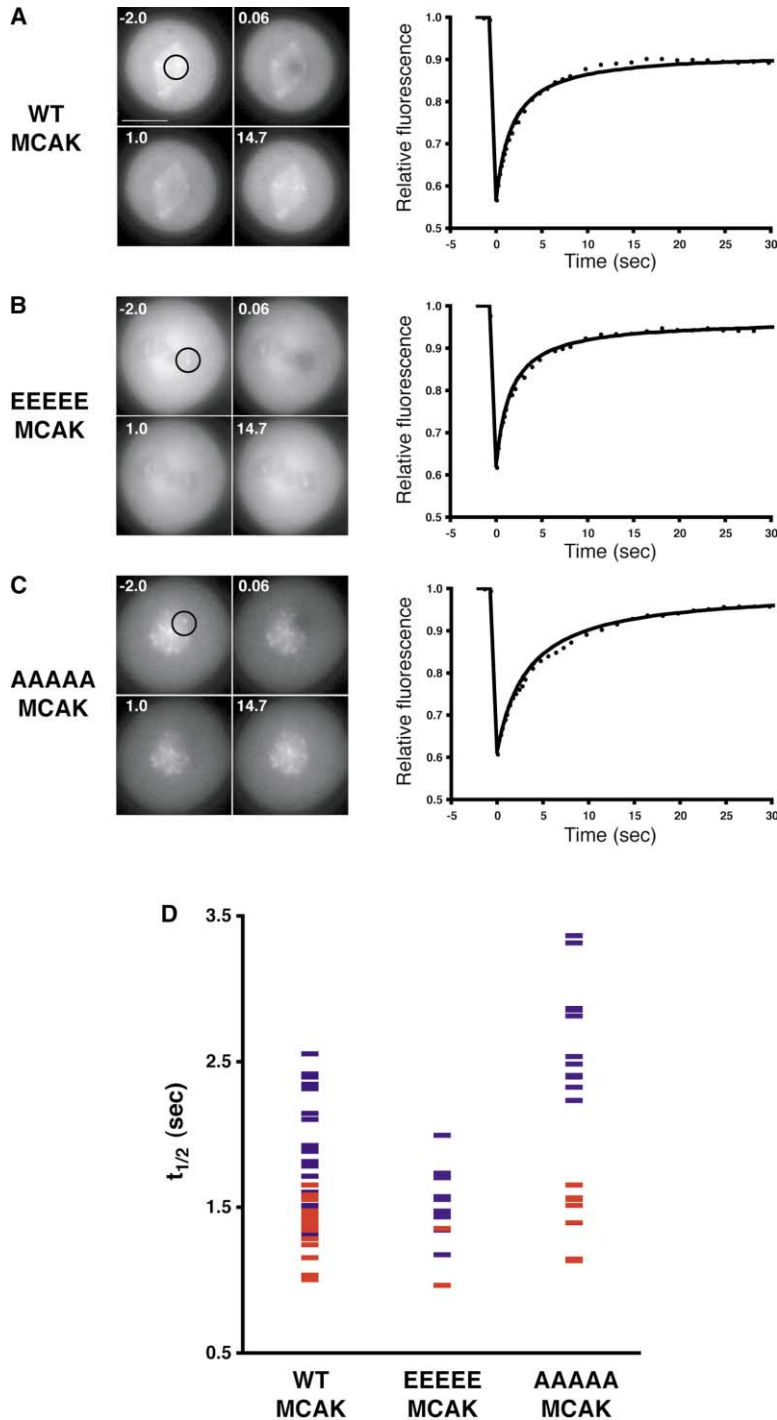 A
WT
MCAK
-2.0
0.06
1.0
14.7
Relative fluorescence
1.0
0.9
0.8
0.7
0.6
0.5
-5 0 5 10 15 20 25 30
Time (sec)
B
EEEEE
MCAK
-2.0
0.06
1.0
14.7
Relative fluorescence
1.0
0.9
0.8
0.7
0.6
0.5
-5 0 5 10 15 20 25 30
Time (sec)
C
AAAAA
MCAK
-2.0
0.06
1.0
14.7
Relative fluorescence
1.0
0.9
0.8
0.7
0.6
0.5
-5 0 5 10 15 20 25 30
Time (sec)
D
t1/2 (sec)
3.5
2.5
1.5
0.5
WT
MCAK
EEEEE
MCAK
AAAAA
MCAK